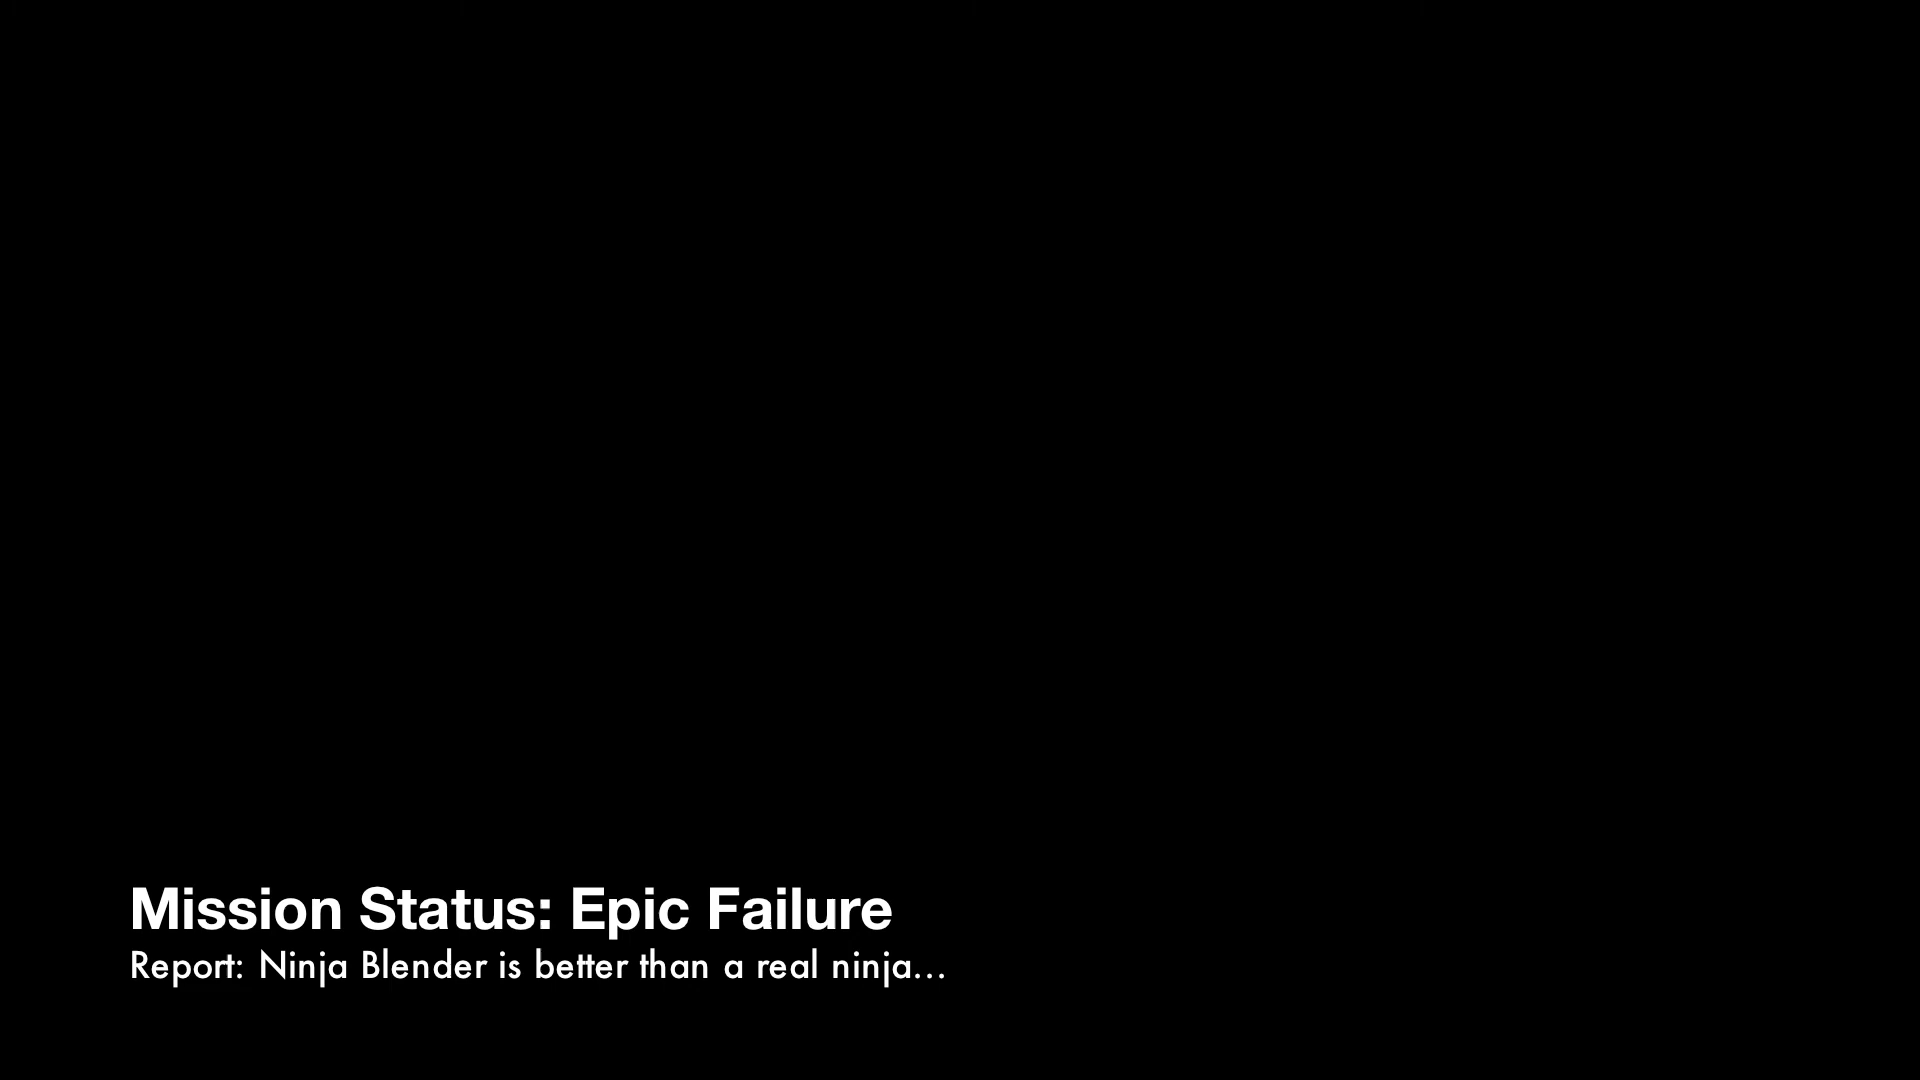 Mission Status: Epic Failure
Report: Ninja Blender is better than a real ninja...